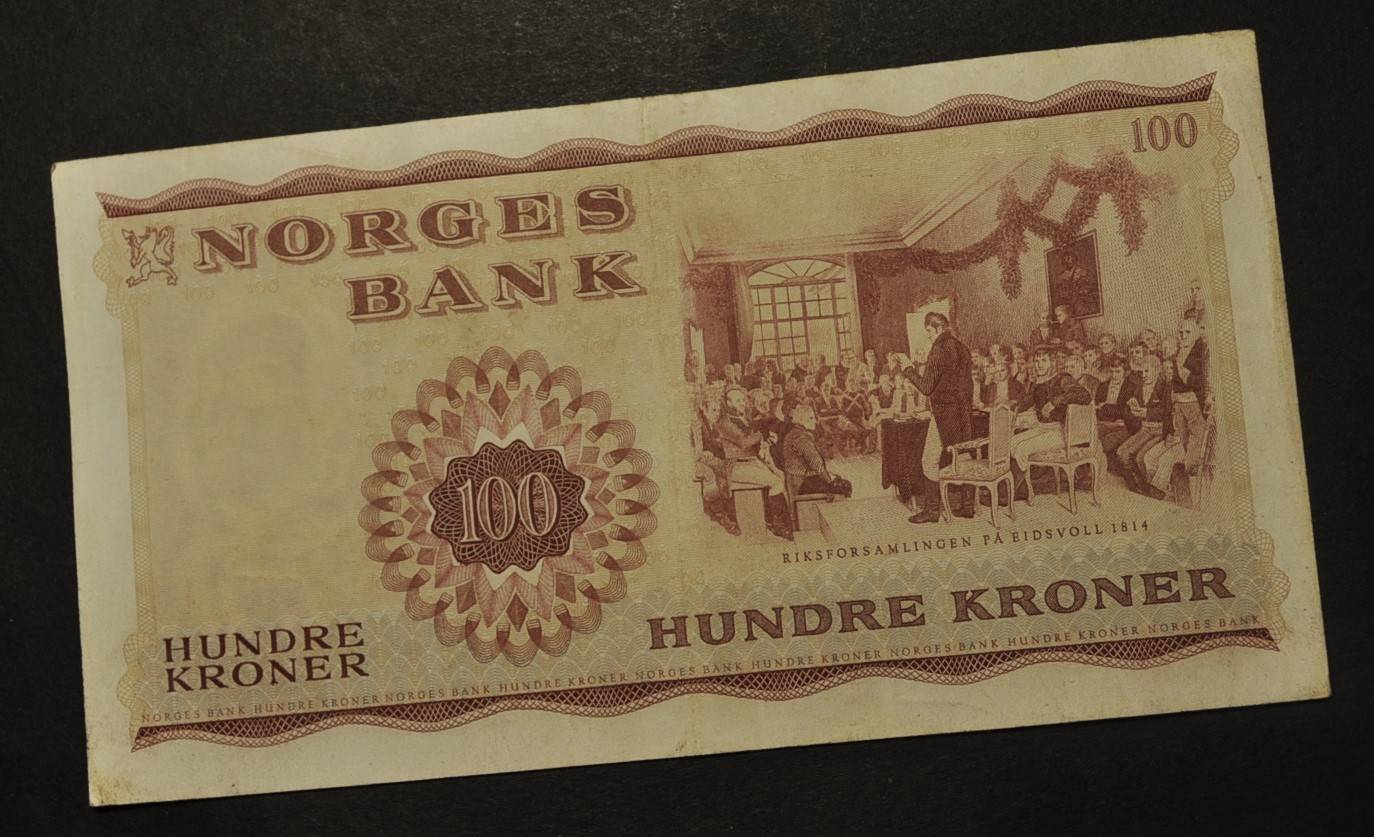 NORGES
BANK
100
100
RIKSFORSAMLINGEN PÅ EIDSVOLL 1814
HUNDRE
KRONER
HUNDRE KRONER
NORGES BANK HUNDRE KRONER NORGES BANK HUNDRE KRONER NORGES BANK HUNDRE KRONER NORGES BANK HUNDRE KRONER NORGES BANK